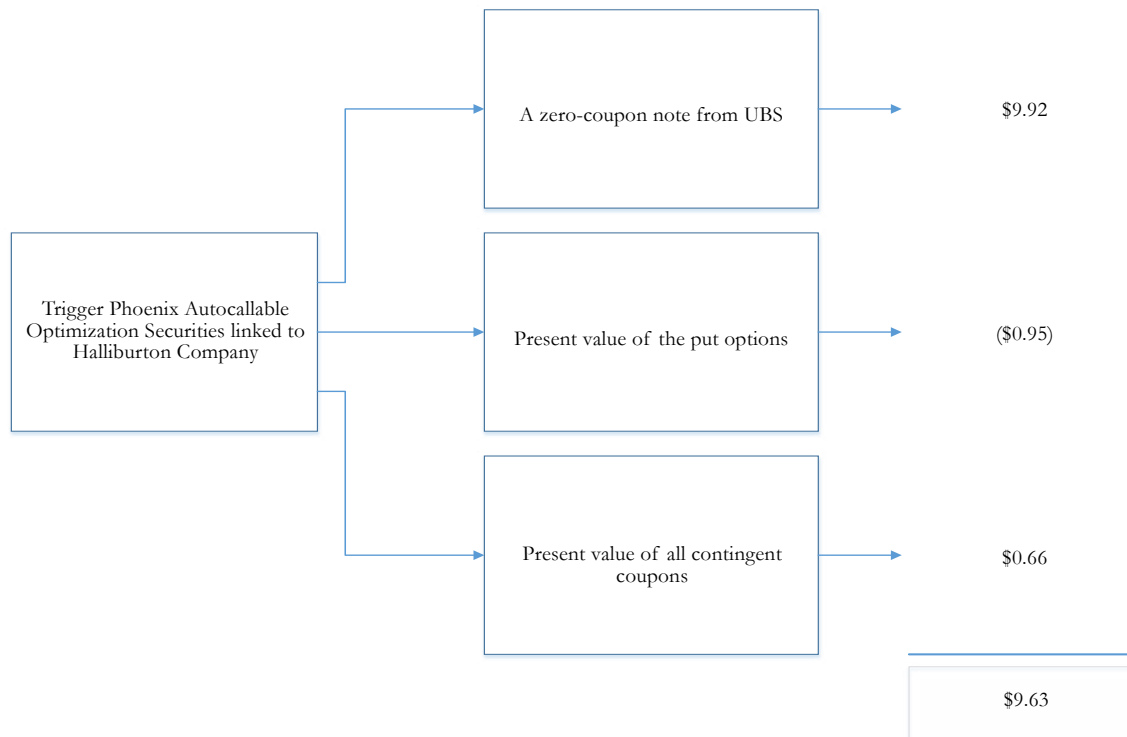 A zero-coupon note from UBS
$9.92
Trigger Phoenix Autocallable
Optimization Securities linked to
Halliburton Company
Present value of the put options
($0.95)
Present value of all contingent
coupons
$0.66
$9.63